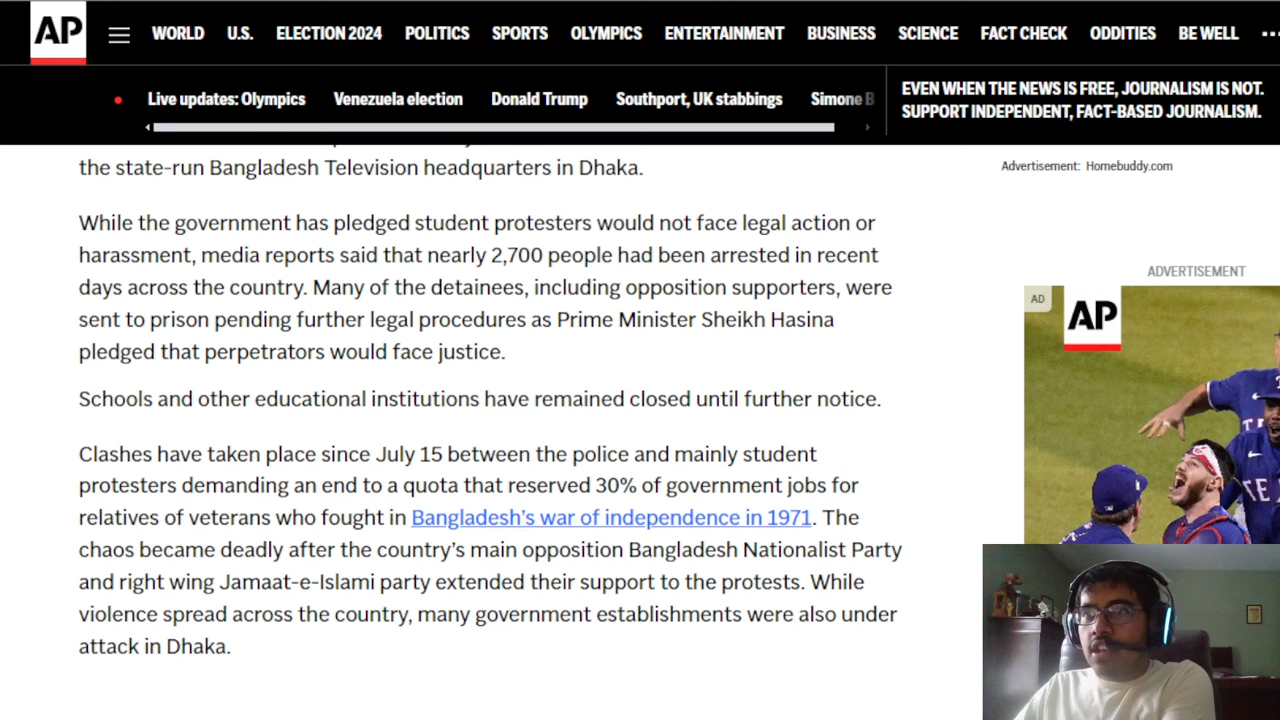 AP
WORLD U.S. ELECTION 2024 POLITICS SPORTS OLYMPICS ENTERTAINMENT BUSINESS SCIENCE FACT CHECK ODDITIES BE WELL ...
Live updates: Olympics Venezuela election Donald Trump Southport, UK stabbings Simone B
EVEN WHEN THE NEWS IS FREE, JOURNALISM IS NOT.
SUPPORT INDEPENDENT, FACT-BASED JOURNALISM.
the state-run Bangladesh Television headquarters in Dhaka.
While the government has pledged student protesters would not face legal action or
harassment, media reports said that nearly 2,700 people had been arrested in recent
days across the country. Many of the detainees, including opposition supporters, were
sent to prison pending further legal procedures as Prime Minister Sheikh Hasina
pledged that perpetrators would face justice.
Schools and other educational institutions have remained closed until further notice.
Clashes have taken place since July 15 between the police and mainly student
protesters demanding an end to a quota that reserved 30% of government jobs for
relatives of veterans who fought in Bangladesh’s war of independence in 1971. The
chaos became deadly after the country’s main opposition Bangladesh Nationalist Party
and right wing Jamaat-e-Islami party extended their support to the protests. While
violence spread across the country, many government establishments were also under
attack in Dhaka.
Advertisement: Homebuddy.com
ADVERTISEMENT
AD
AP